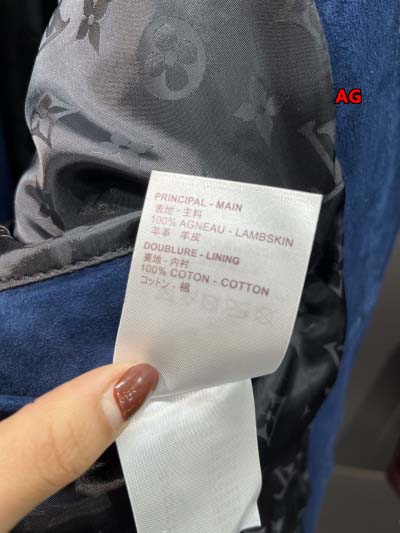 AG
PRINCIPAL - MAIN
表地 - 主料
100% AGNEAU - LAMBSKIN
羊革 羊皮
DOUBLURE - LINING
裏地 - 内衬
100% COTON - COTTON
コットン - 棉